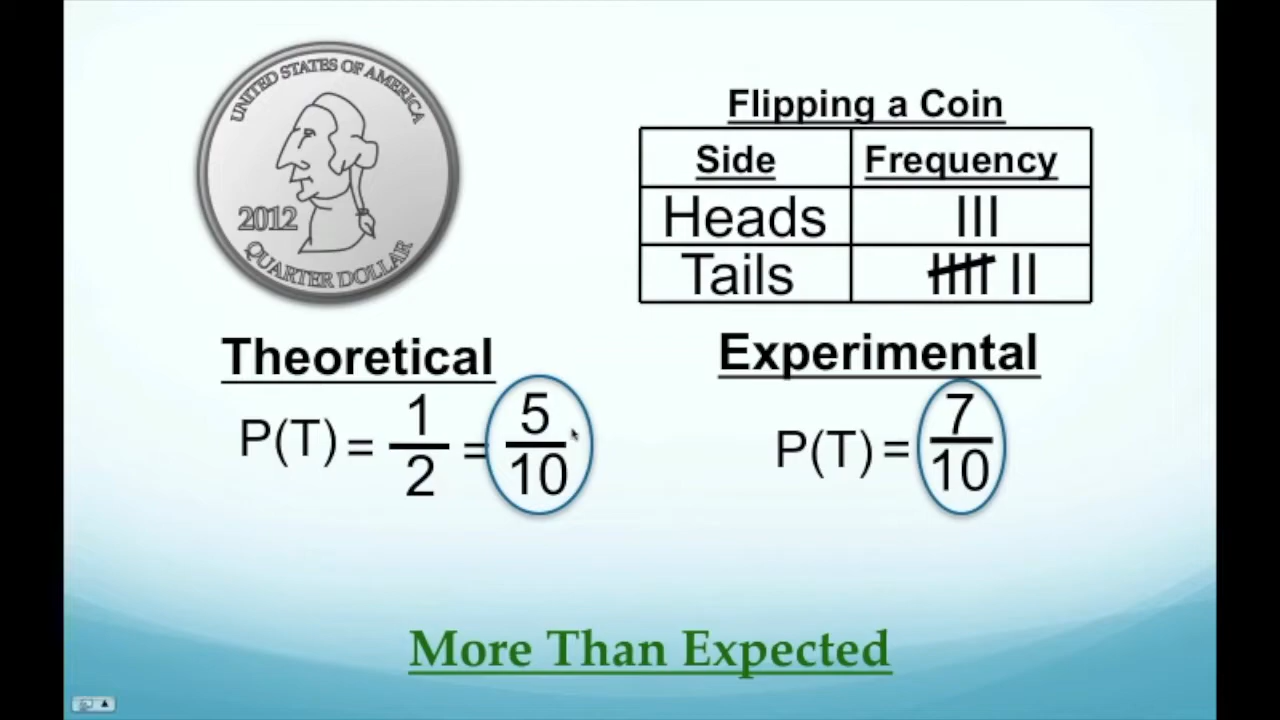 UNITED STATES OF AMERICA
2012
QUARTER DOLLAR
Flipping a Coin
Side Frequency
Heads III
Tails IIII II
Theoretical
P(T) = 1/2 = 5/10
Experimental
P(T) = 7/10
More Than Expected